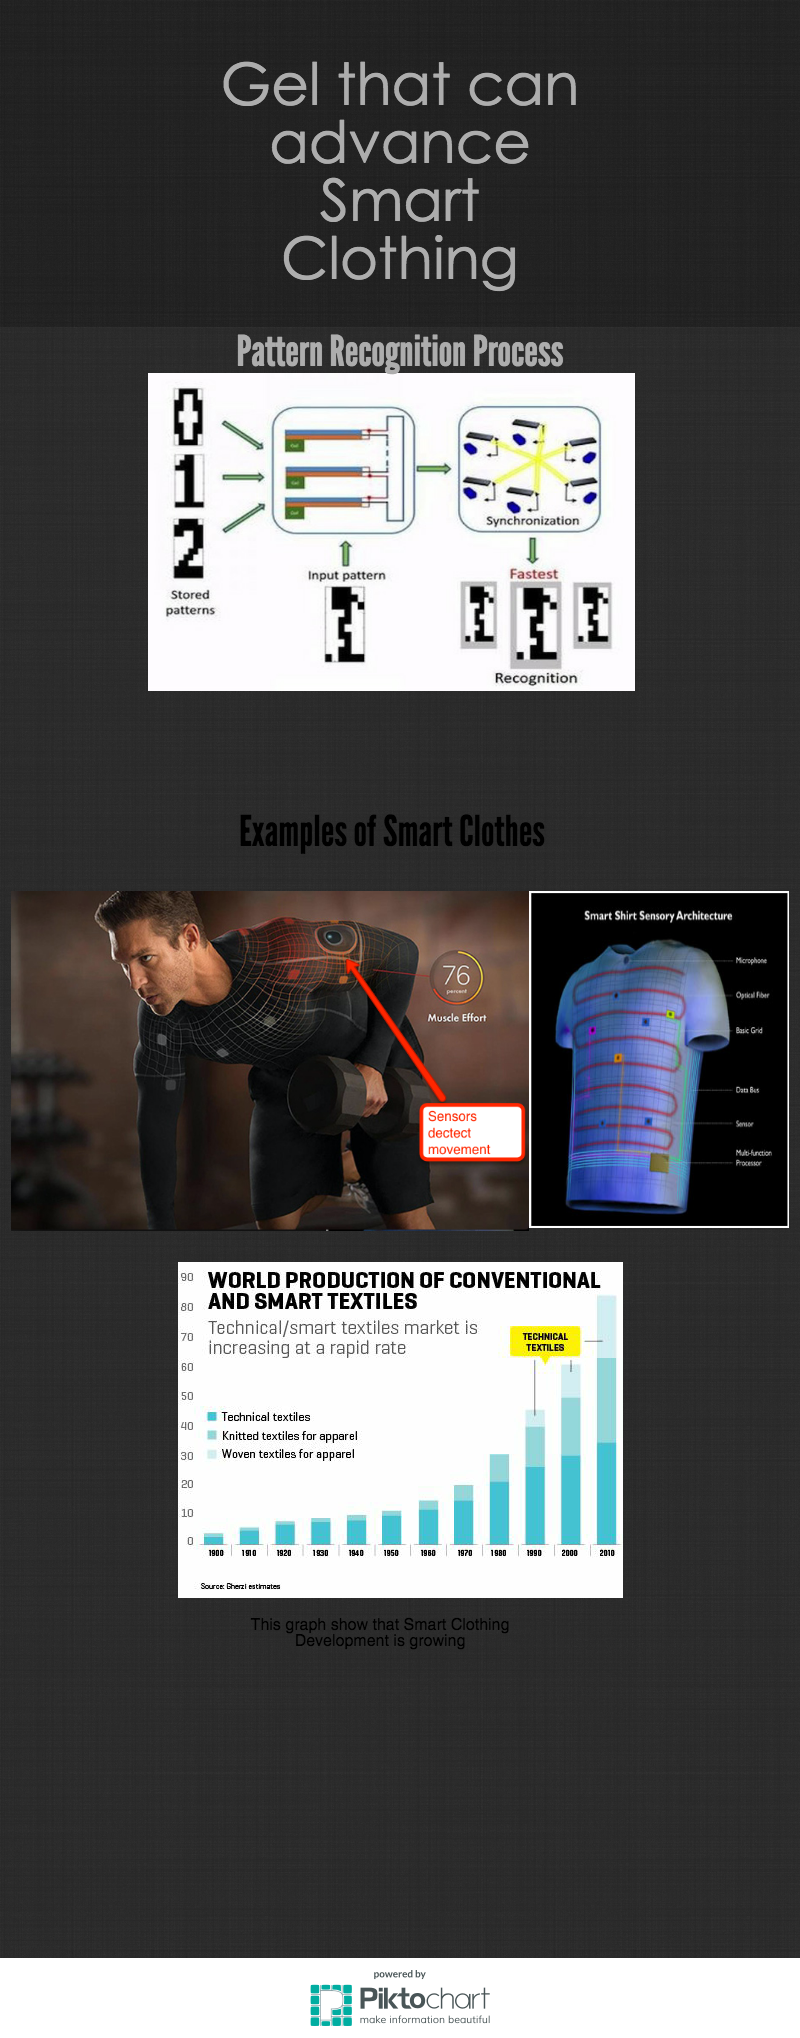 Gel that can
advance
Smart
Clothing
Pattern Recognition Process
0
1
2
Stored
patterns
Gel
Gel
Gel
Input pattern
Synchronization
Fastest
Recognition
Examples of Smart Clothes
76
percent
Muscle Effort
Sensors
dectect
movement
Smart Shirt Sensory Architecture
Microphone
Optical Fiber
Basic Grid
Data Bus
Sensor
Multi-function
Processor
WORLD PRODUCTION OF CONVENTIONAL
AND SMART TEXTILES
Technical/smart textiles market is
increasing at a rapid rate
TECHNICAL
TEXTILES
Technical textiles
Knitted textiles for apparel
Woven textiles for apparel
90
80
70
60
50
40
30
20
10
0
1900 1910 1920 1930 1940 1950 1960 1970 1980 1990 2000 2010
Source: Gherzi estimates
This graph show that Smart Clothing
Development is growing
powered by
Piktochart
make information beautiful